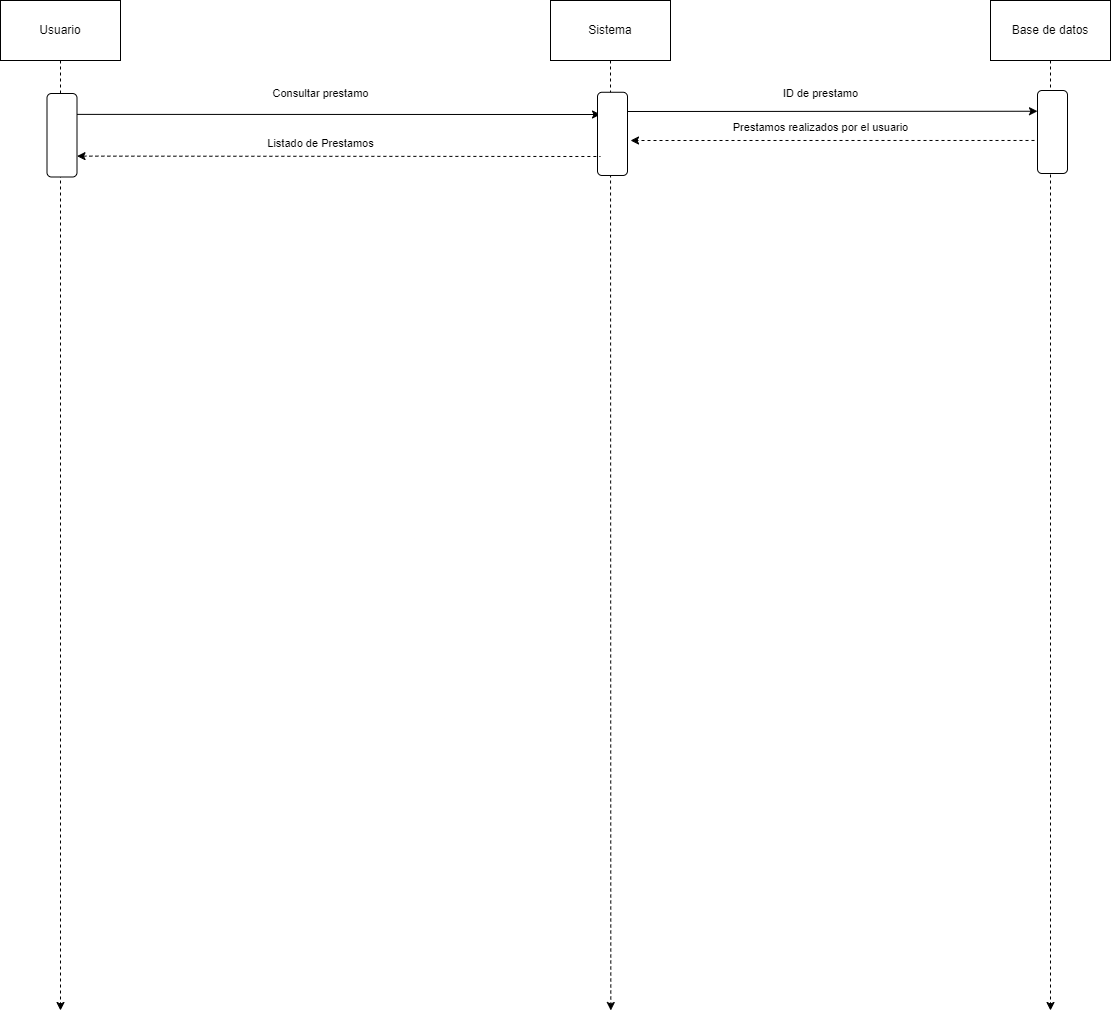 Usuario
Sistema
Base de datos
Consultar prestamo
ID de prestamo
Prestamos realizados por el usuario
Listado de Prestamos